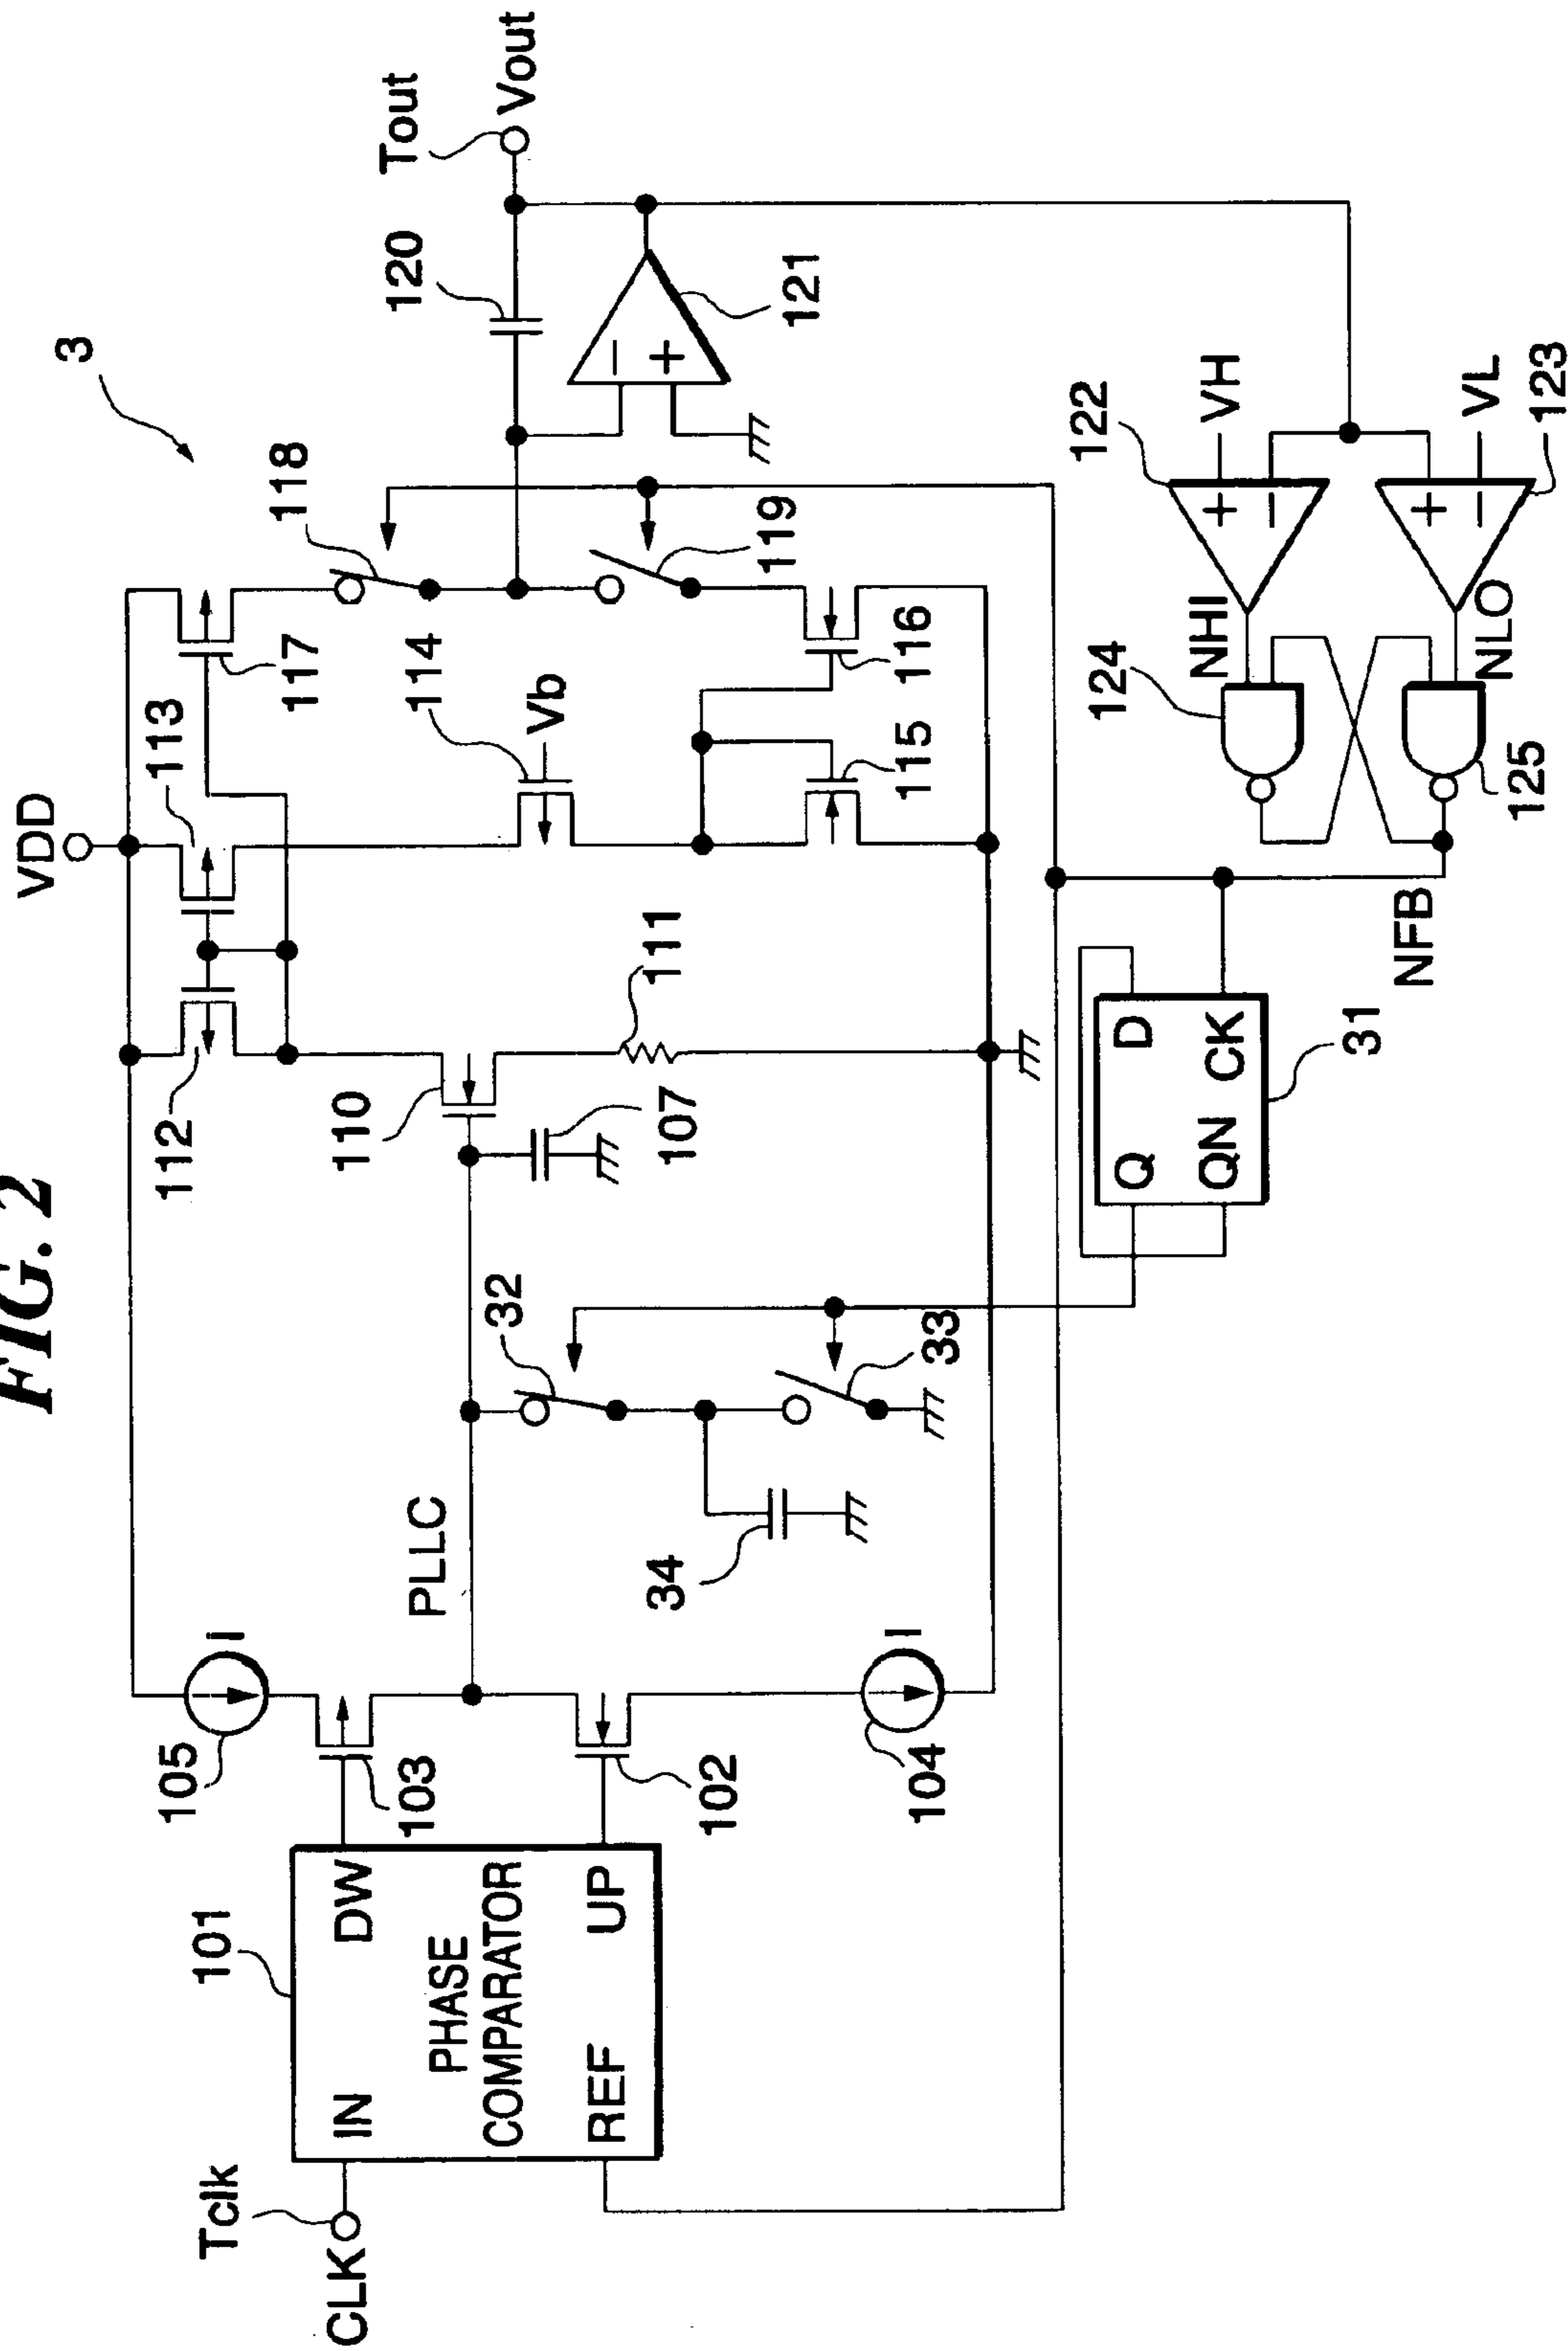 FIG. 2
3
VDD
Tout
Vout
120
121
118
119
117
113
114
Vb
116
115
112
110
111
107
PLLC
32
33
34
105
I
103
102
104
I
101
DW
UP
PHASE
COMPARATOR
IN
REF
Tclk
CLK
Q
D
QN
CK
31
NFB
124
125
NHI
NLO
122
123
VH
VL
+
−
+
−
−
+